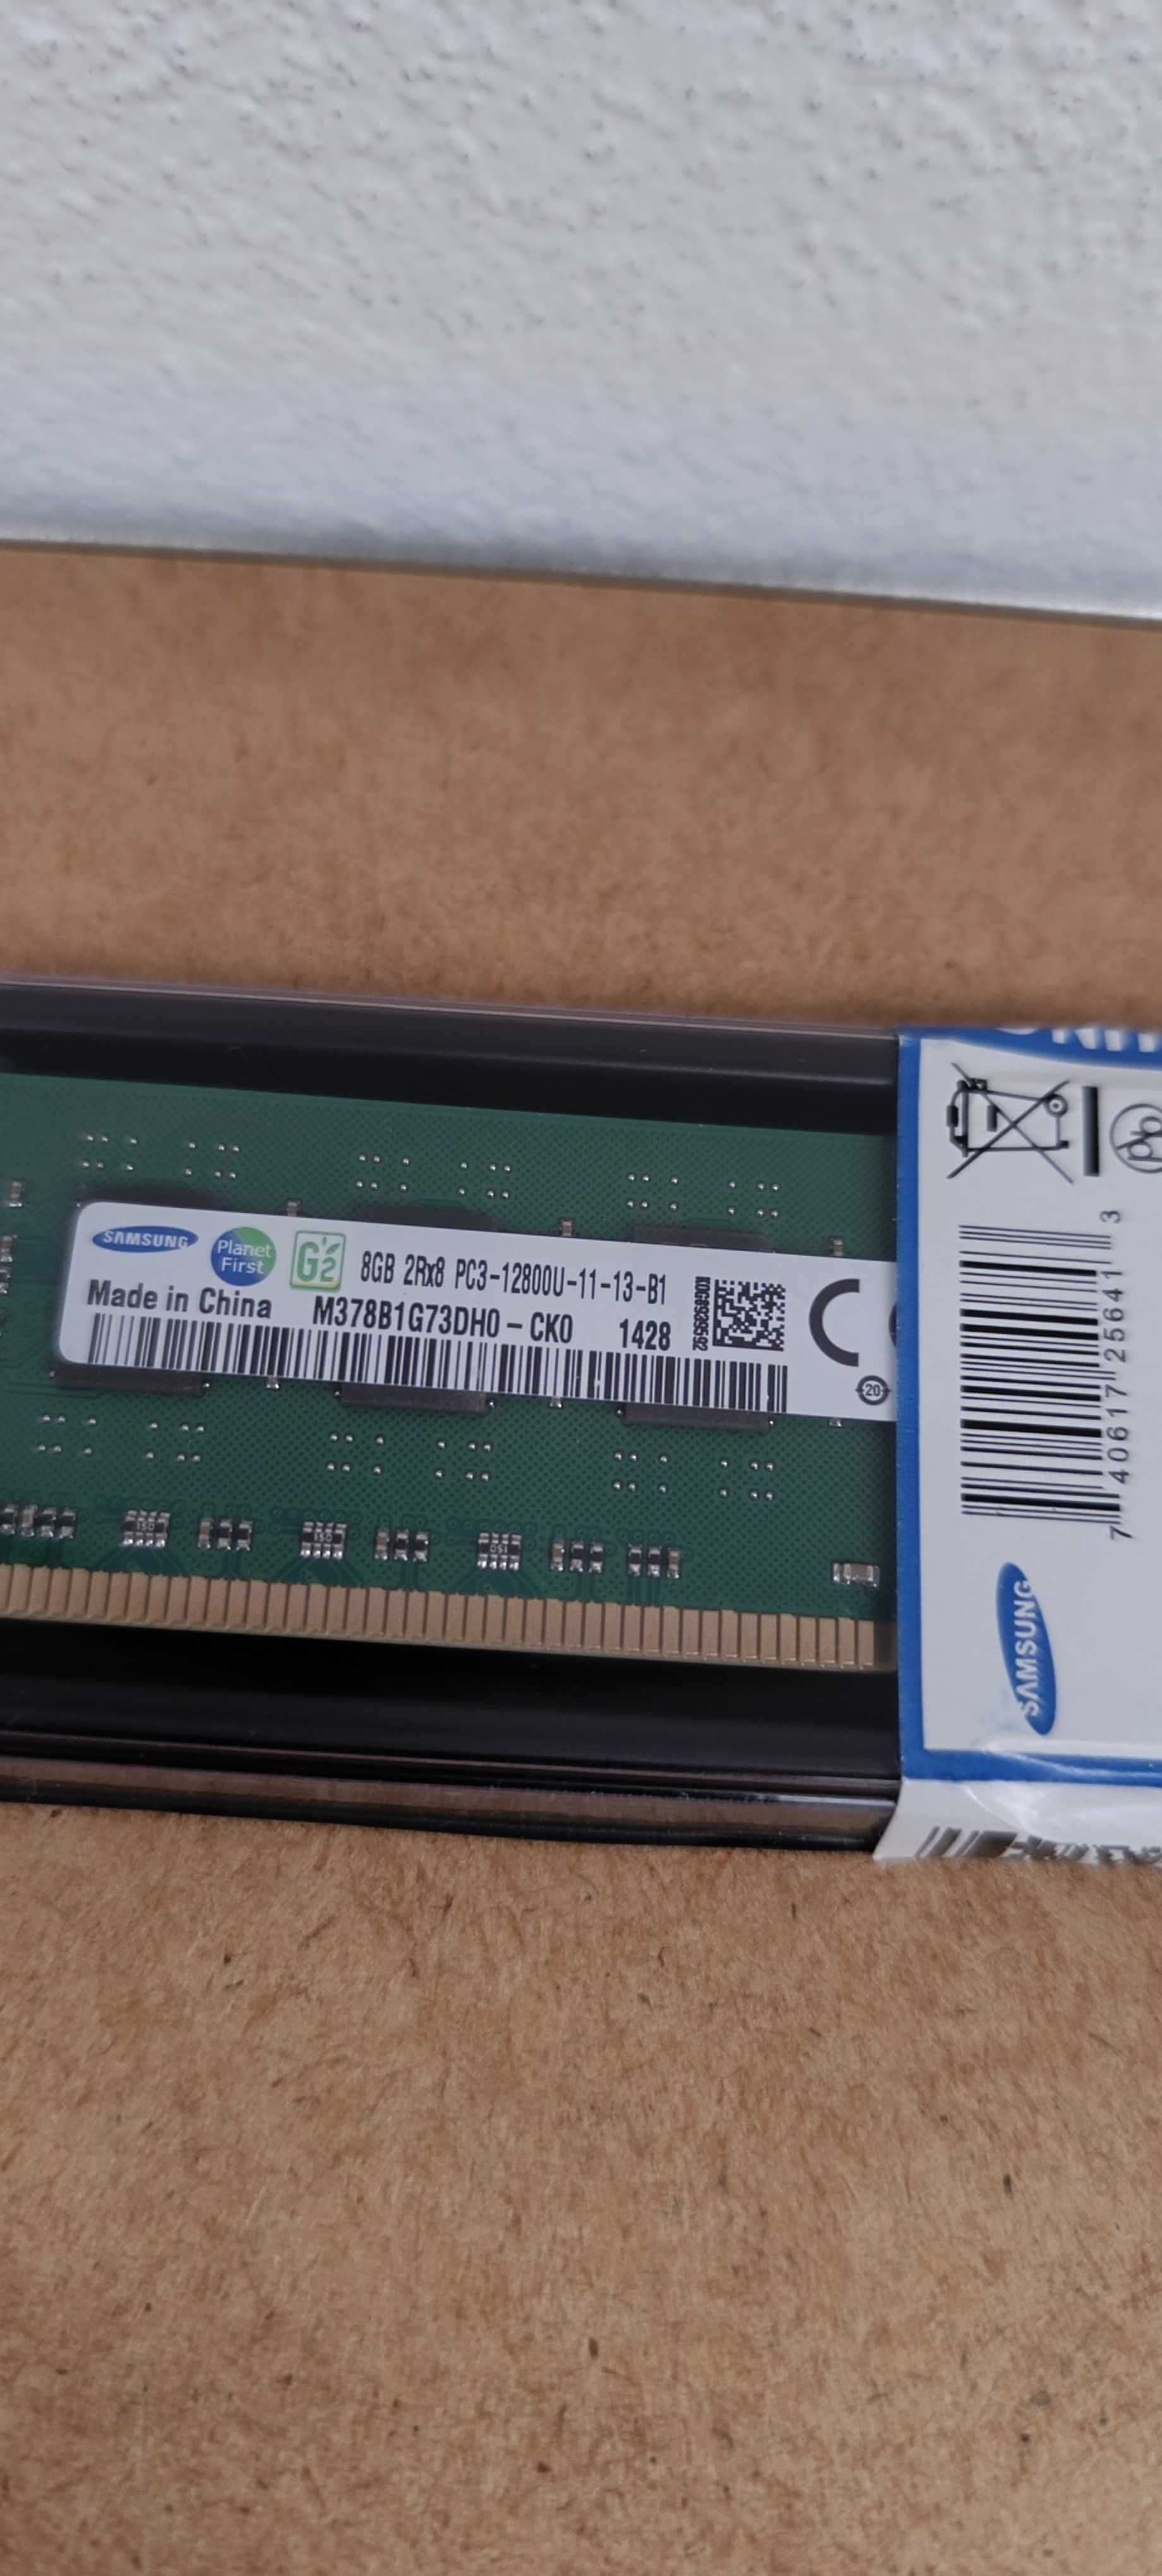 SAMSUNG
Planet First
G2
8GB 2Rx8 PC3-12800U-11-13-B1
Made in China
M378B1G73DH0-CK0 1428
20
Pb
7 40617 25641 3
SAMSUNG